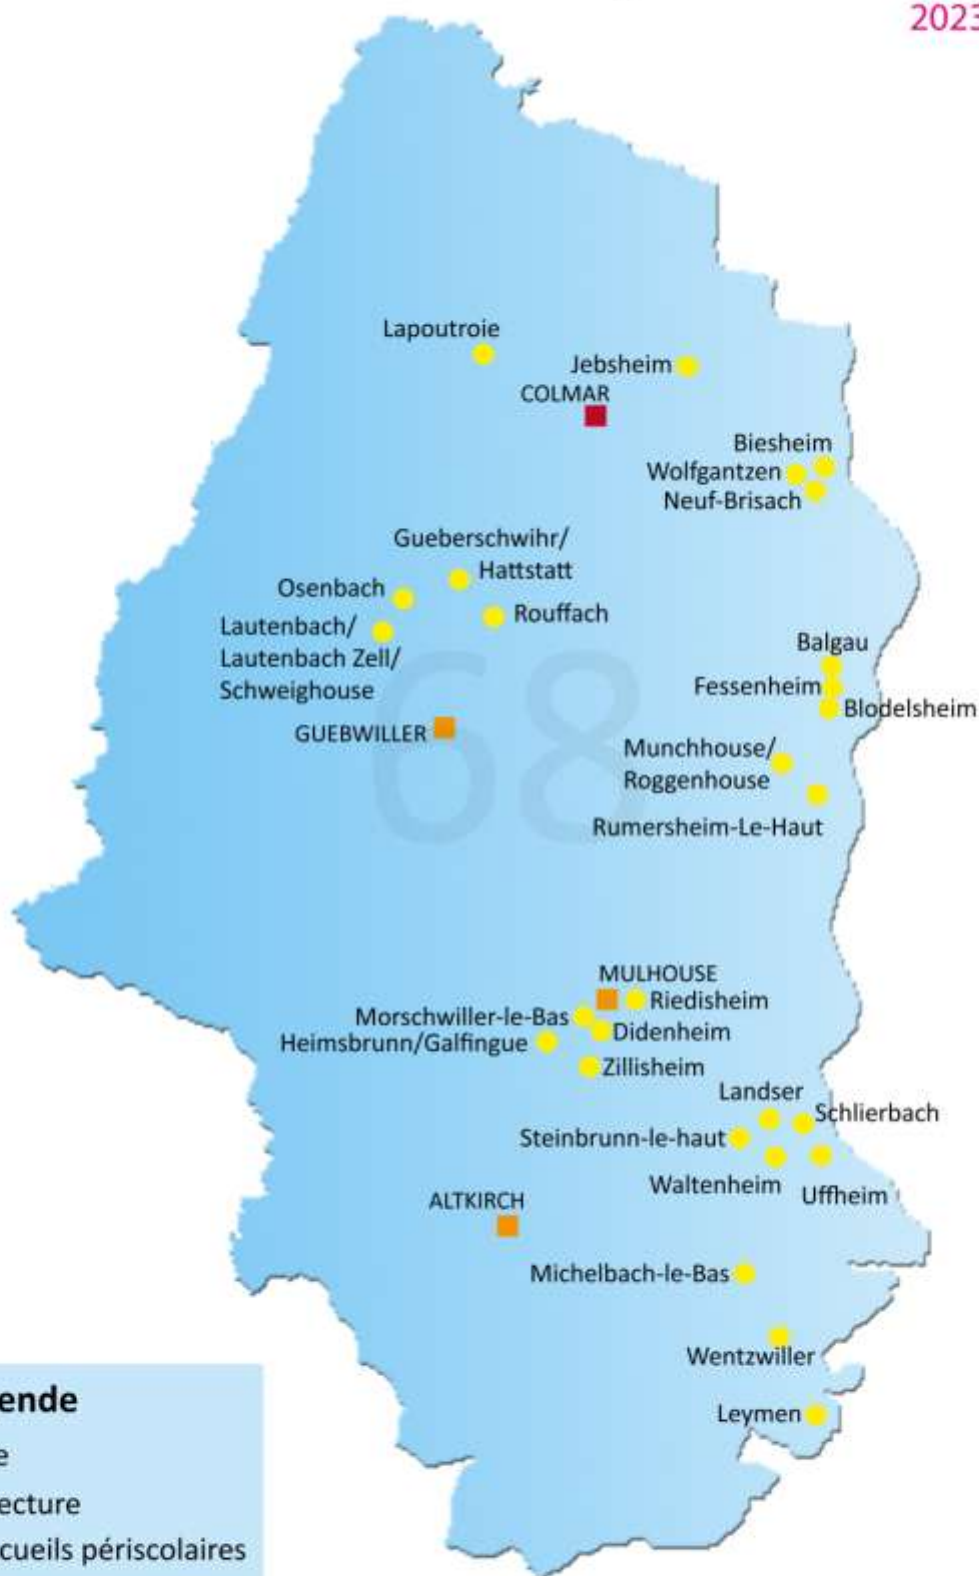 2023
Lapoutroie
Jebsheim
COLMAR
Biesheim
Wolfgantzen
Neuf-Brisach
Gueberschwihr/
Hattstatt
Osenbach
Rouffach
Lautenbach/
Lautenbach Zell/
Schweighouse
Balgau
Fessenheim
Blodelsheim
GUEBWILLER
68
Munchhouse/
Roggenhouse
Rumersheim-Le-Haut
MULHOUSE
Riedisheim
Morschwiller-le-Bas
Didenheim
Heimsbrunn/Galfingue
Zillisheim
Landser
Schlierbach
Steinbrunn-le-haut
Waltenheim
Uffheim
ALTKIRCH
Michelbach-le-Bas
Wentzwiller
Leymen
ende
e
ecture
cueils périscolaires